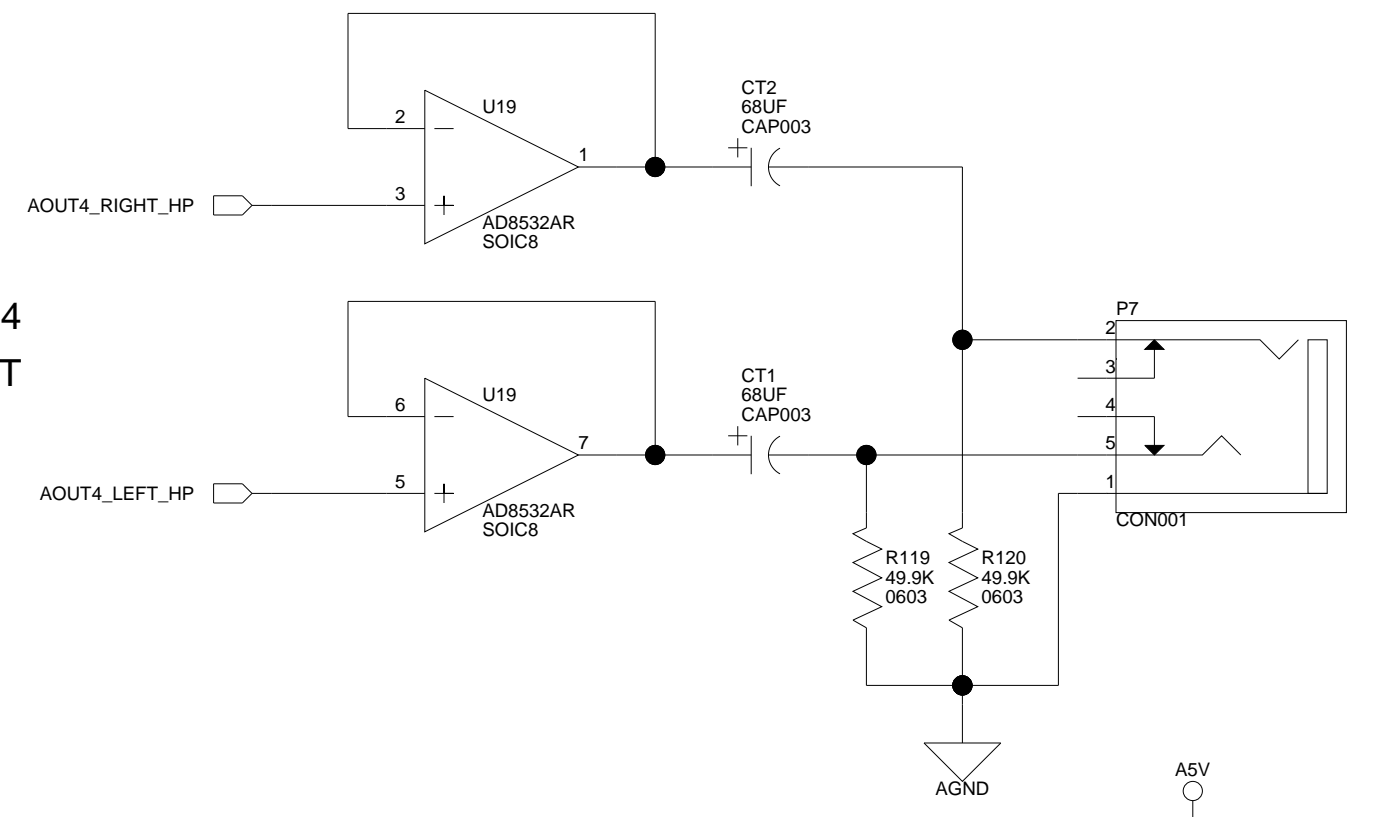 CT2
68UF
CAP003
U19
2
1
3
AOUT4_RIGHT_HP
AD8532AR
SOIC8
4
T
P7
2
3
4
5
1
CON001
CT1
68UF
CAP003
U19
6
7
5
AOUT4_LEFT_HP
AD8532AR
SOIC8
R119
49.9K
0603
R120
49.9K
0603
AGND
A5V